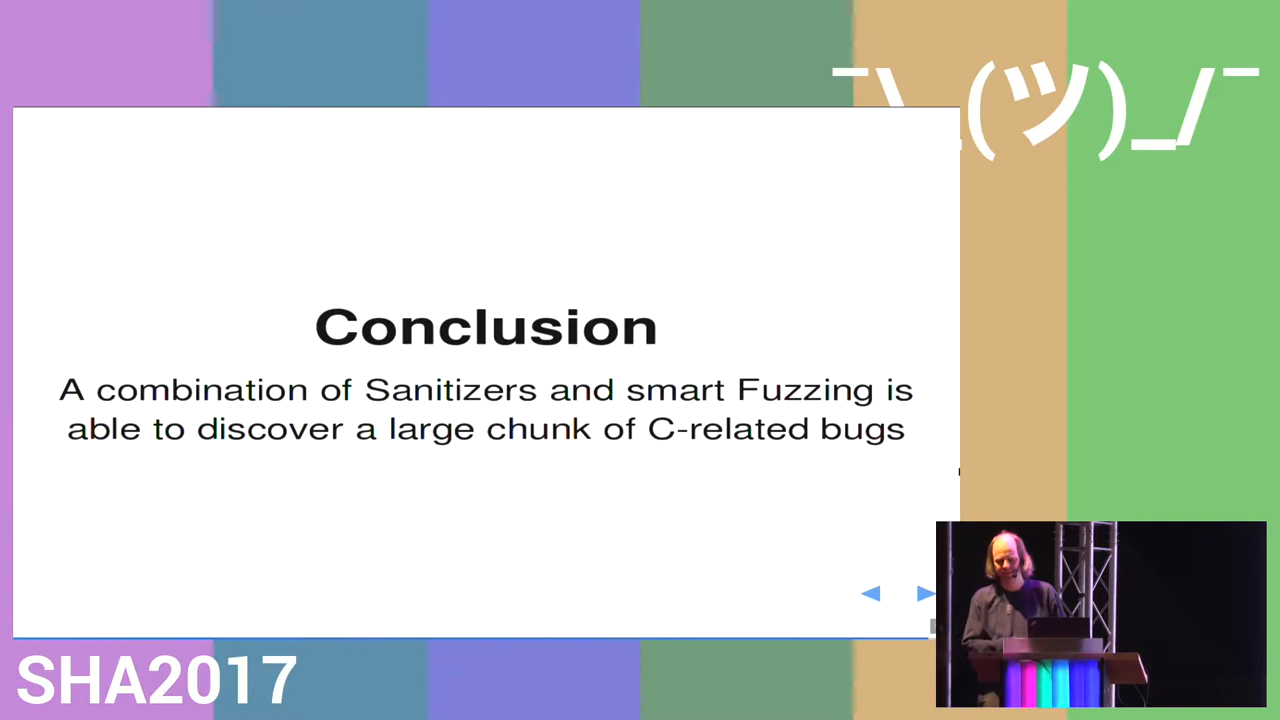 ¯\_(ツ)_/¯
Conclusion
A combination of Sanitizers and smart Fuzzing is
able to discover a large chunk of C-related bugs
SHA2017